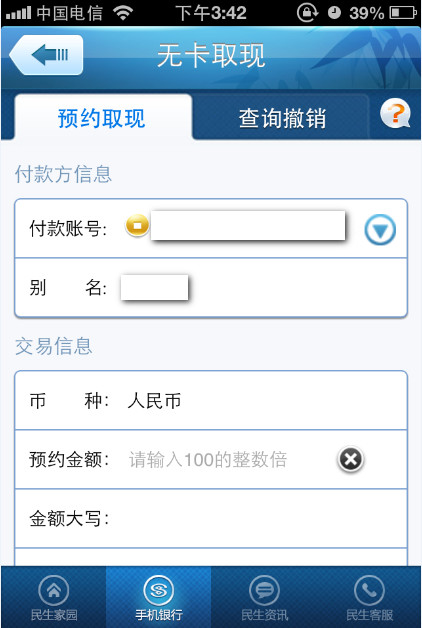 中国电信 下午3:42 39%
无卡取现
预约取现 查询撤销 ?
付款方信息
付款账号:
别 名:
交易信息
币 种: 人民币
预约金额: 请输入100的整数倍
金额大写:
民生家园 手机银行 民生资讯 民生客服